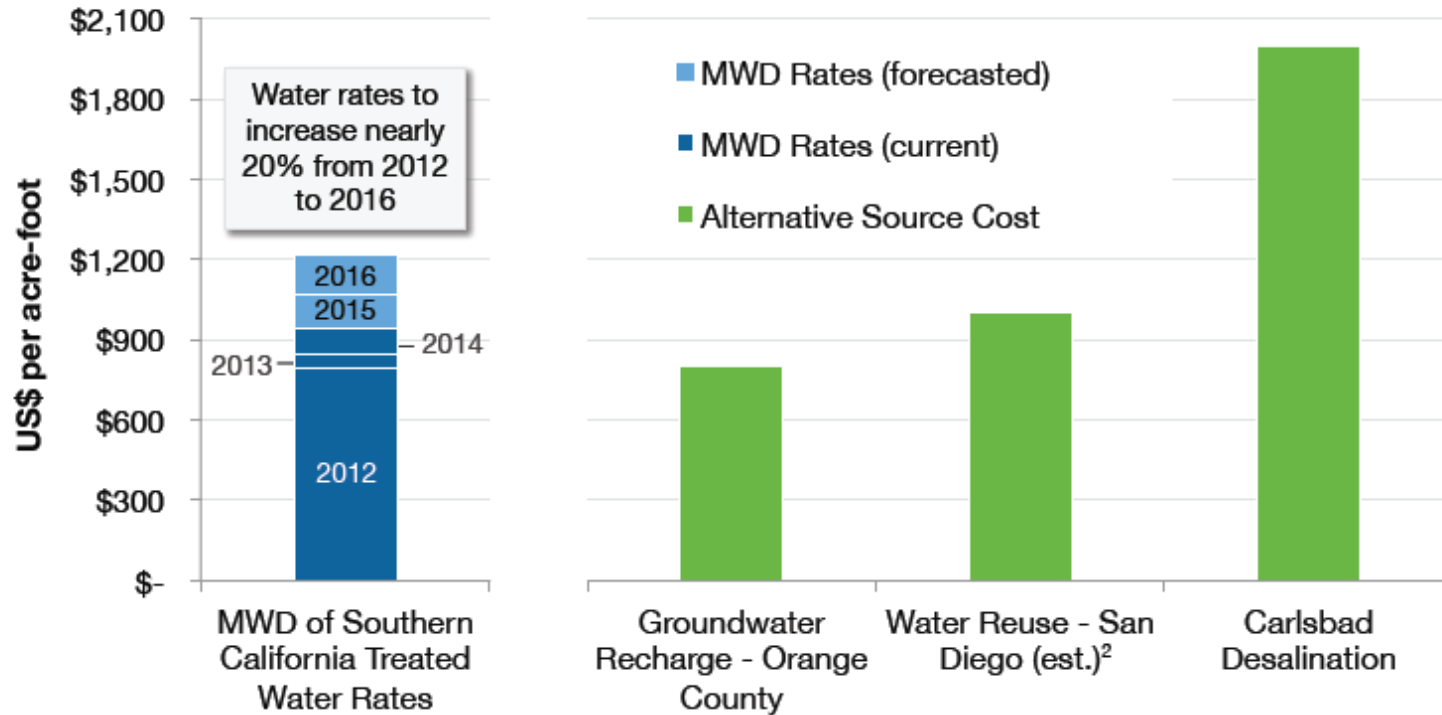 US$ per acre-foot
$2,100
$1,800
$1,500
$1,200
$900
$600
$300
$-
Water rates to
increase nearly
20% from 2012
to 2016
2016
2015
2014
2013
2012
MWD Rates (forecasted)
MWD Rates (current)
Alternative Source Cost
MWD of Southern
California Treated
Water Rates
Groundwater
Recharge - Orange
County
Water Reuse - San
Diego (est.)²
Carlsbad
Desalination